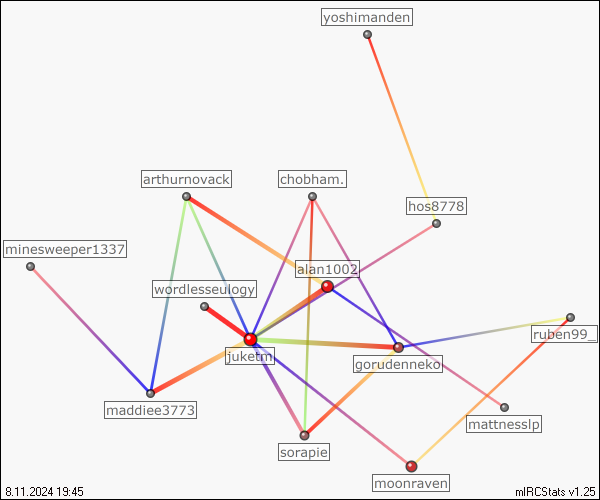 yoshimanden
arthurnovack
chobham.
hos8778
minesweeper1337
alan1002
wordlesseulogy
ruben99_
juketm
gorudenneko
maddiee3773
mattnesslp
sorapie
moonraven
8.11.2024 19:45
mIRCStats v1.25